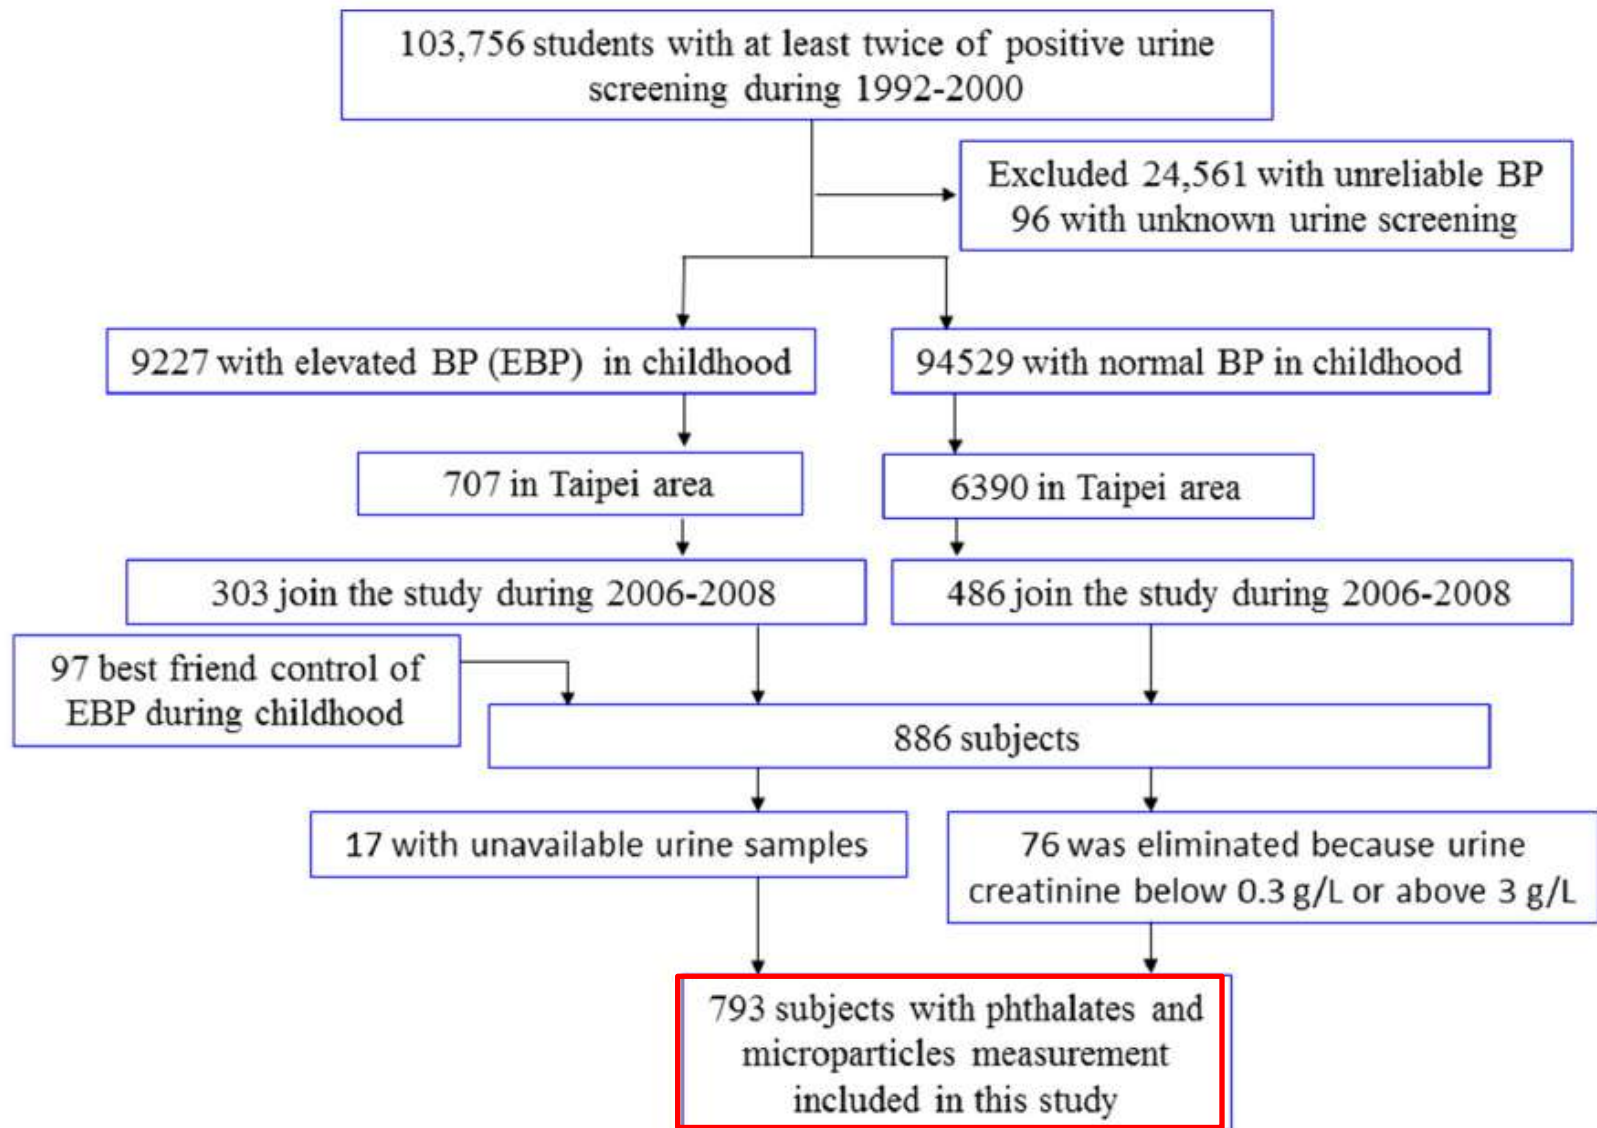 103,756 students with at least twice of positive urine
screening during 1992-2000
Excluded 24,561 with unreliable BP
96 with unknown urine screening
9227 with elevated BP (EBP) in childhood
94529 with normal BP in childhood
707 in Taipei area
6390 in Taipei area
303 join the study during 2006-2008
486 join the study during 2006-2008
97 best friend control of
EBP during childhood
886 subjects
17 with unavailable urine samples
76 was eliminated because urine
creatinine below 0.3 g/L or above 3 g/L
793 subjects with phthalates and
microparticles measurement
included in this study